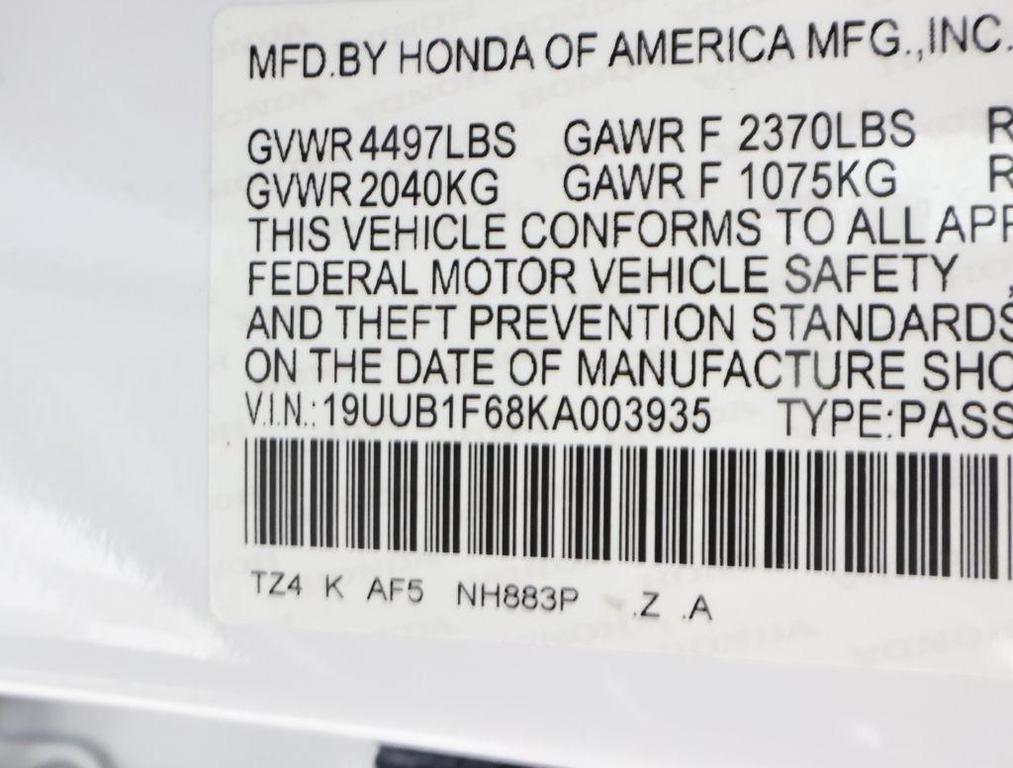 MFD.BY HONDA OF AMERICA MFG.,INC.
GVWR 4497LBS GAWR F 2370LBS R
GVWR 2040KG GAWR F 1075KG R
THIS VEHICLE CONFORMS TO ALL APP
FEDERAL MOTOR VEHICLE SAFETY ,
AND THEFT PREVENTION STANDARDS
ON THE DATE OF MANUFACTURE SHO
V.I.N.: 19UUB1F68KA003935 TYPE:PASS
TZ4 K AF5 NH883P .Z .A